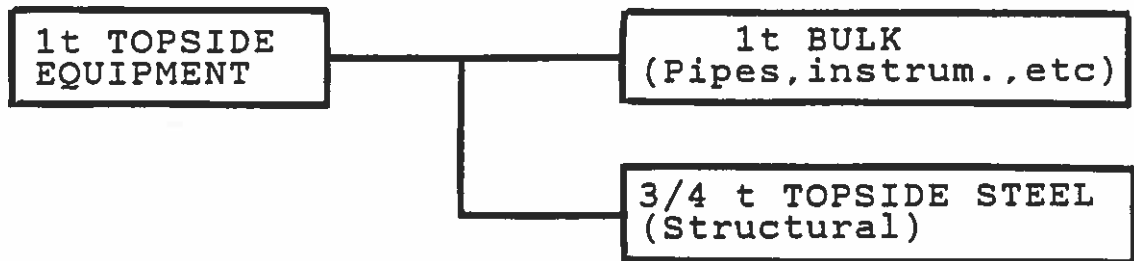 1t TOPSIDE
EQUIPMENT
1t BULK
(Pipes,instrum.,etc)
3/4 t TOPSIDE STEEL
(Structural)